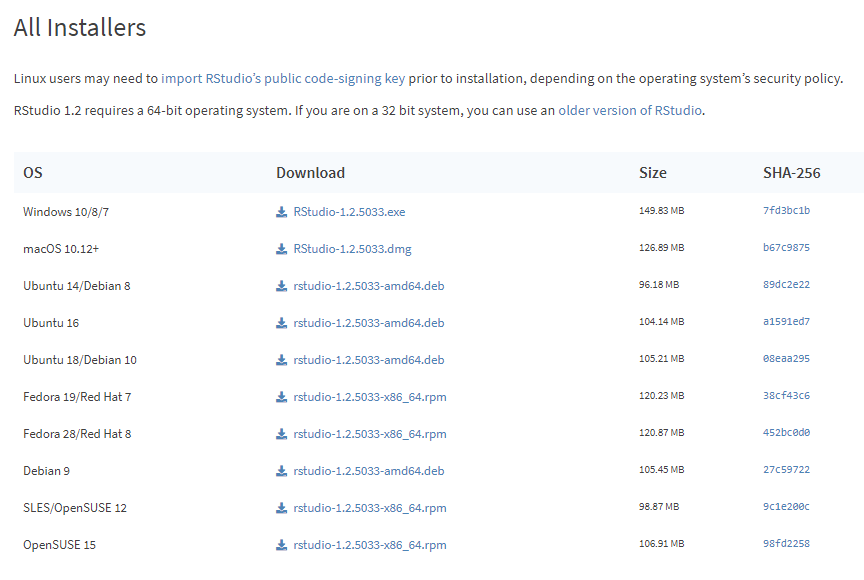 All Installers
Linux users may need to import RStudio’s public code-signing key prior to installation, depending on the operating system’s security policy.
RStudio 1.2 requires a 64-bit operating system. If you are on a 32 bit system, you can use an older version of RStudio.
OS Download Size SHA-256
Windows 10/8/7 RStudio-1.2.5033.exe 149.83 MB 7fd3bc1b
macOS 10.12+ RStudio-1.2.5033.dmg 126.89 MB b67c9875
Ubuntu 14/Debian 8 rstudio-1.2.5033-amd64.deb 96.18 MB 89dc2e22
Ubuntu 16 rstudio-1.2.5033-amd64.deb 104.14 MB a1591ed7
Ubuntu 18/Debian 10 rstudio-1.2.5033-amd64.deb 105.21 MB 08eaa295
Fedora 19/Red Hat 7 rstudio-1.2.5033-x86_64.rpm 120.23 MB 38cf43c6
Fedora 28/Red Hat 8 rstudio-1.2.5033-x86_64.rpm 120.87 MB 452bc0d0
Debian 9 rstudio-1.2.5033-amd64.deb 105.45 MB 27c59722
SLES/OpenSUSE 12 rstudio-1.2.5033-x86_64.rpm 98.87 MB 9c1e200c
OpenSUSE 15 rstudio-1.2.5033-x86_64.rpm 106.91 MB 98fd2258